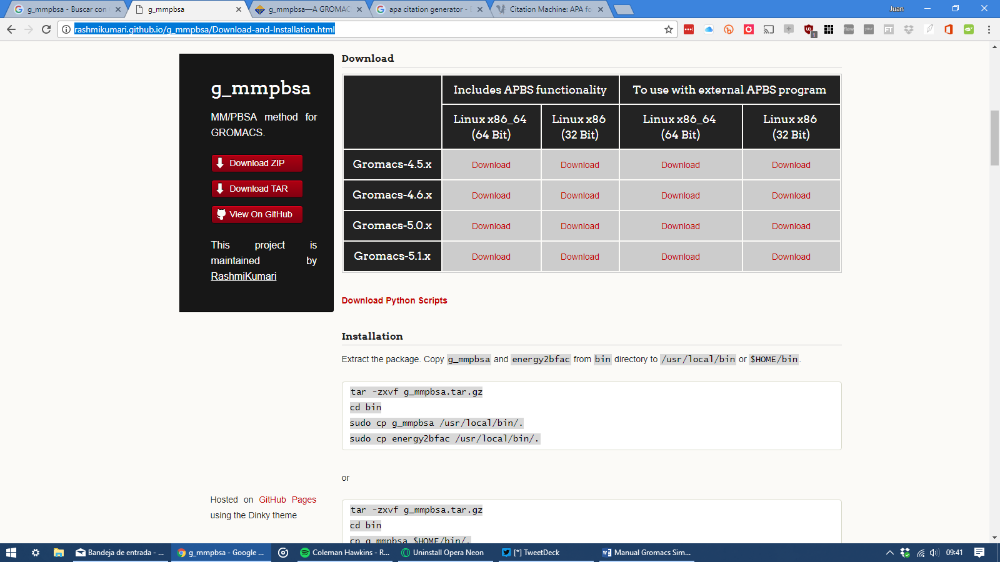 g_mmpbsa - Buscar con
g_mmpbsa
g_mmpbsa—A GROMAC
apa citation generator -
Citation Machine: APA fo
Juan
rashmikumari.github.io/g_mmpbsa/Download-and-Installation.html
g_mmpbsa
MM/PBSA method for
GROMACS.
Download ZIP
Download TAR
View On GitHub
This project is
maintained by
RashmiKumari
Hosted on GitHub Pages
using the Dinky theme
Download
Includes APBS functionality To use with external APBS program
Linux x86_64 (64 Bit) Linux x86 (32 Bit) Linux x86_64 (64 Bit) Linux x86 (32 Bit)
Gromacs-4.5.x Download Download Download Download
Gromacs-4.6.x Download Download Download Download
Gromacs-5.0.x Download Download Download Download
Gromacs-5.1.x Download Download Download Download
Download Python Scripts
Installation
Extract the package. Copy g_mmpbsa and energy2bfac from bin directory to /usr/local/bin or $HOME/bin.
tar -zxvf g_mmpbsa.tar.gz
cd bin
sudo cp g_mmpbsa /usr/local/bin/.
sudo cp energy2bfac /usr/local/bin/.
or
tar -zxvf g_mmpbsa.tar.gz
cd bin
cp g_mmpbsa $HOME/bin/.
Bandeja de entrada - ...
g_mmpbsa - Google ...
Coleman Hawkins - R...
Uninstall Opera Neon
[*] TweetDeck
Manual Gromacs Sim...
09:41